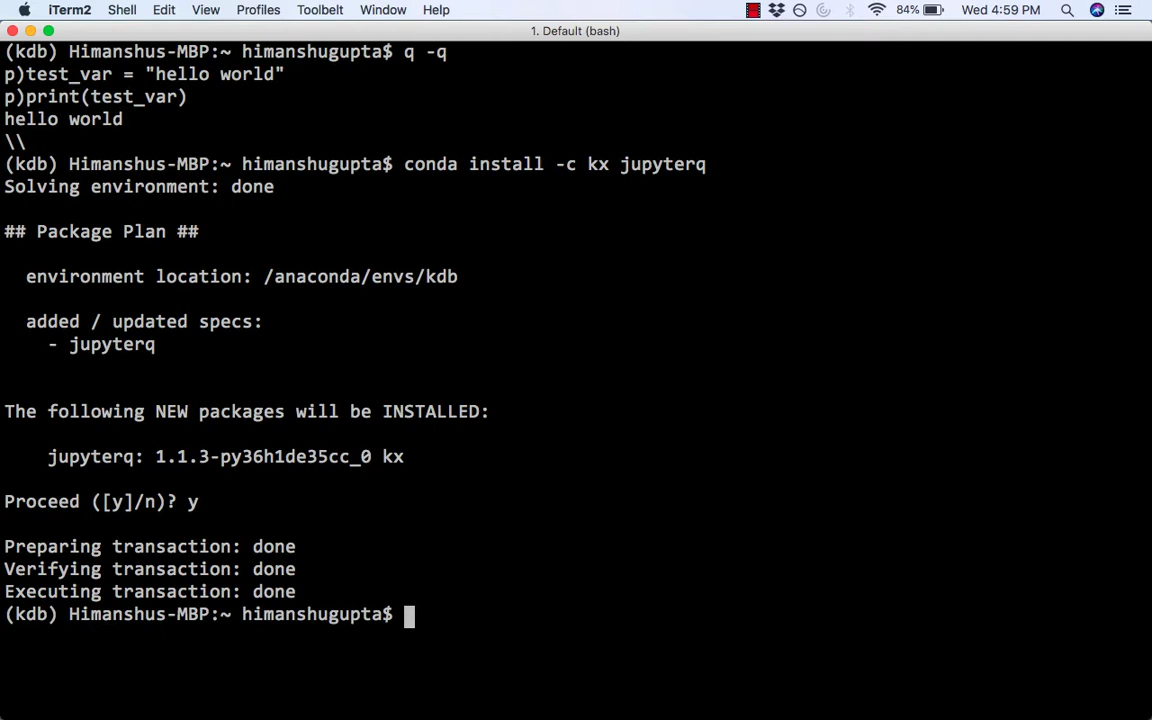 iTerm2 Shell Edit View Profiles Toolbelt Window Help 84% Wed 4:59 PM
1. Default (bash)
(kdb) Himanshus-MBP:~ himanshugupta$ q -q
p)test_var = "hello world"
p)print(test_var)
hello world
\\
(kdb) Himanshus-MBP:~ himanshugupta$ conda install -c kx jupyterq
Solving environment: done
## Package Plan ##
environment location: /anaconda/envs/kdb
added / updated specs:
- jupyterq
The following NEW packages will be INSTALLED:
jupyterq: 1.1.3-py36h1de35cc_0 kx
Proceed ([y]/n)? y
Preparing transaction: done
Verifying transaction: done
Executing transaction: done
(kdb) Himanshus-MBP:~ himanshugupta$